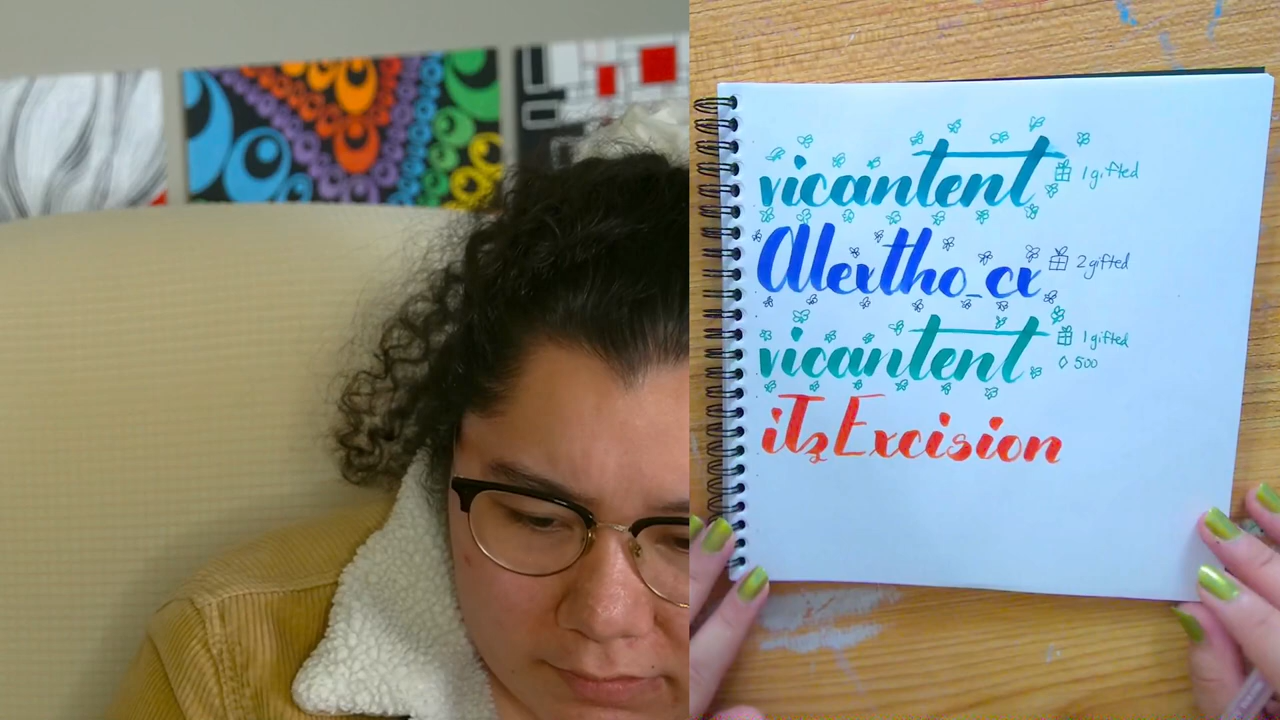 vicantent 1 gifted
Alextho_cx 2 gifted
vicantent 1 gifted
500
iTzExcision